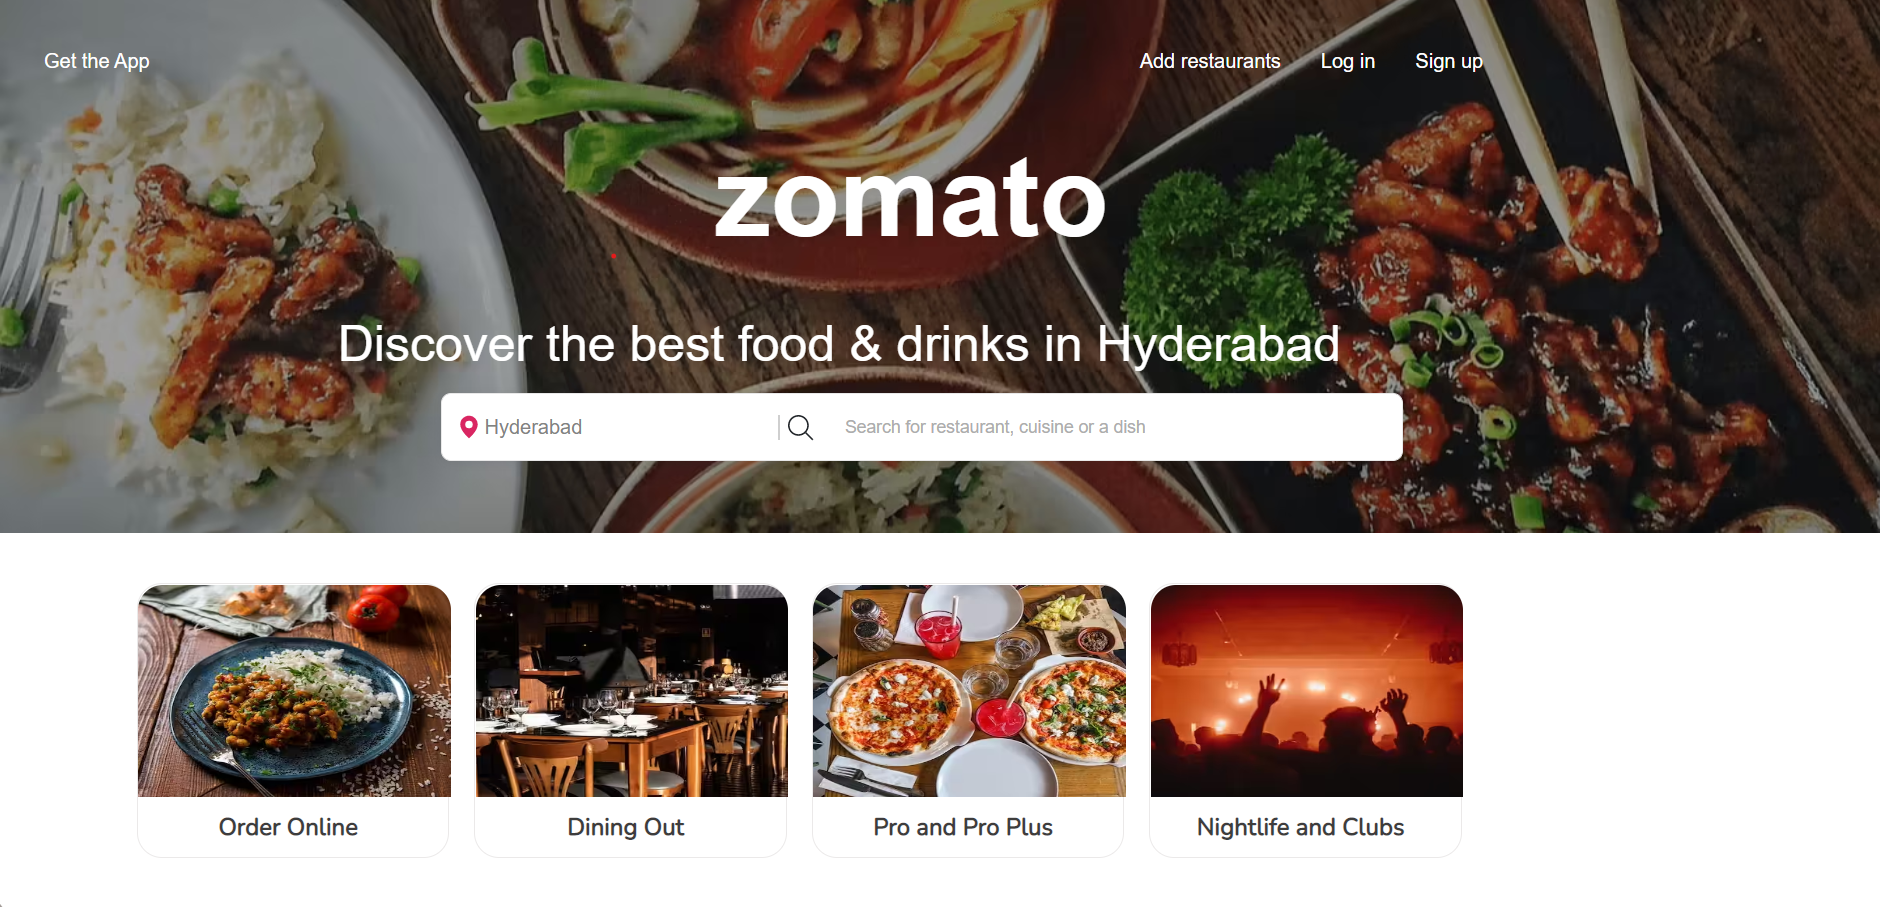 Get the App
Add restaurants Log in Sign up
zomato
Discover the best food & drinks in Hyderabad
Hyderabad
Search for restaurant, cuisine or a dish
Order Online
Dining Out
Pro and Pro Plus
Nightlife and Clubs